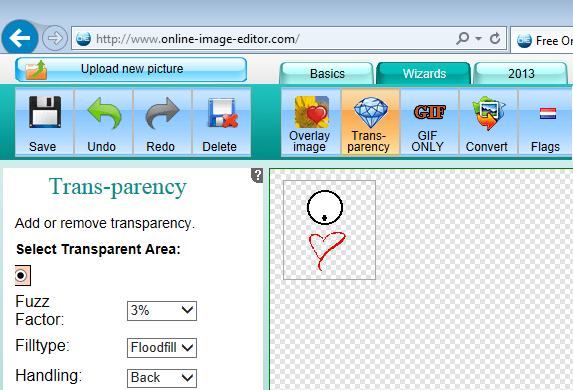 http://www.online-image-editor.com/
Free On
Upload new picture
Basics
Wizards
2013
Save
Undo
Redo
Delete
Overlay image
Trans-parency
GIF
GIF ONLY
Convert
Flags
Trans-parency
?
Add or remove transparency.
Select Transparent Area:
Fuzz Factor:
3%
Filltype:
Floodfill
Handling:
Back